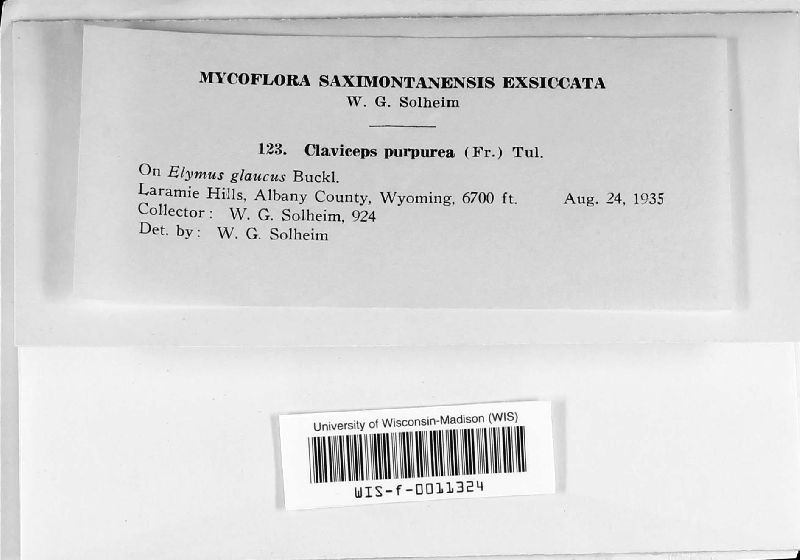 MYCOFLORA SAXIMONTANENSIS EXSICCATA
W. G. Solheim
123. Claviceps purpurea (Fr.) Tul.
On Elymus glaucus Buckl.
Laramie Hills, Albany County, Wyoming, 6700 ft. Aug. 24, 1935
Collector: W. G. Solheim, 924
Det. by: W. G. Solheim
University of Wisconsin-Madison (WIS)
WIS-f-0011324